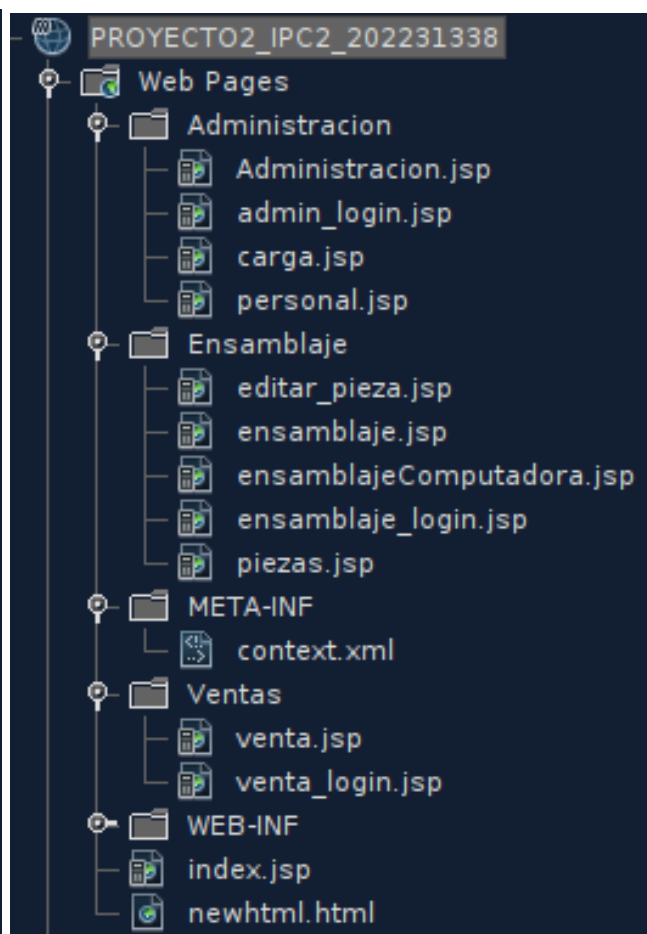 PROYECTO2_IPC2_202231338
Web Pages
Administracion
Administracion.jsp
admin_login.jsp
carga.jsp
personal.jsp
Ensamblaje
editar_pieza.jsp
ensamblaje.jsp
ensamblajeComputadora.jsp
ensamblaje_login.jsp
piezas.jsp
META-INF
context.xml
Ventas
venta.jsp
venta_login.jsp
WEB-INF
index.jsp
newhtml.html